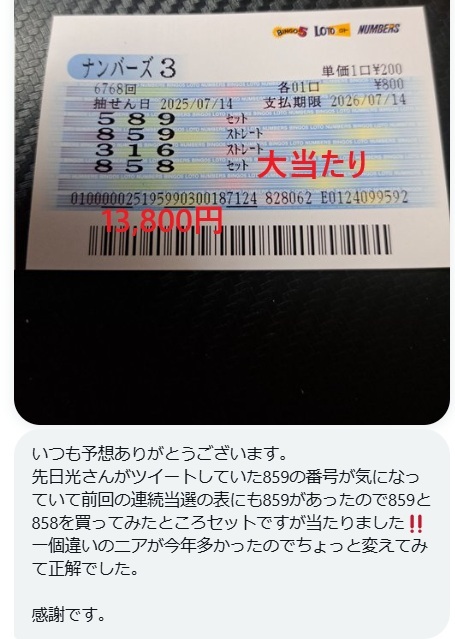 BINGO5 LOTO NUMBERS
ナンバーズ3
単価1口¥200
6768回 各01口 ¥800
抽せん日 2025/07/14 支払期限 2026/07/14
589 セット
859 ストレート
316 ストレート
858 セット
大当たり
010000025195990300187124 828062 E0124099592
13,800円
いつも予想ありがとうございます。
先日光さんがツイートしていた859の番号が気になっ
ていて前回の連続当選の表にも859があったので859と
858を買ってみたところセットですが当たりました‼️
一個違いのニアが今年多かったのでちょっと変えてみ
て正解でした。
感謝です。